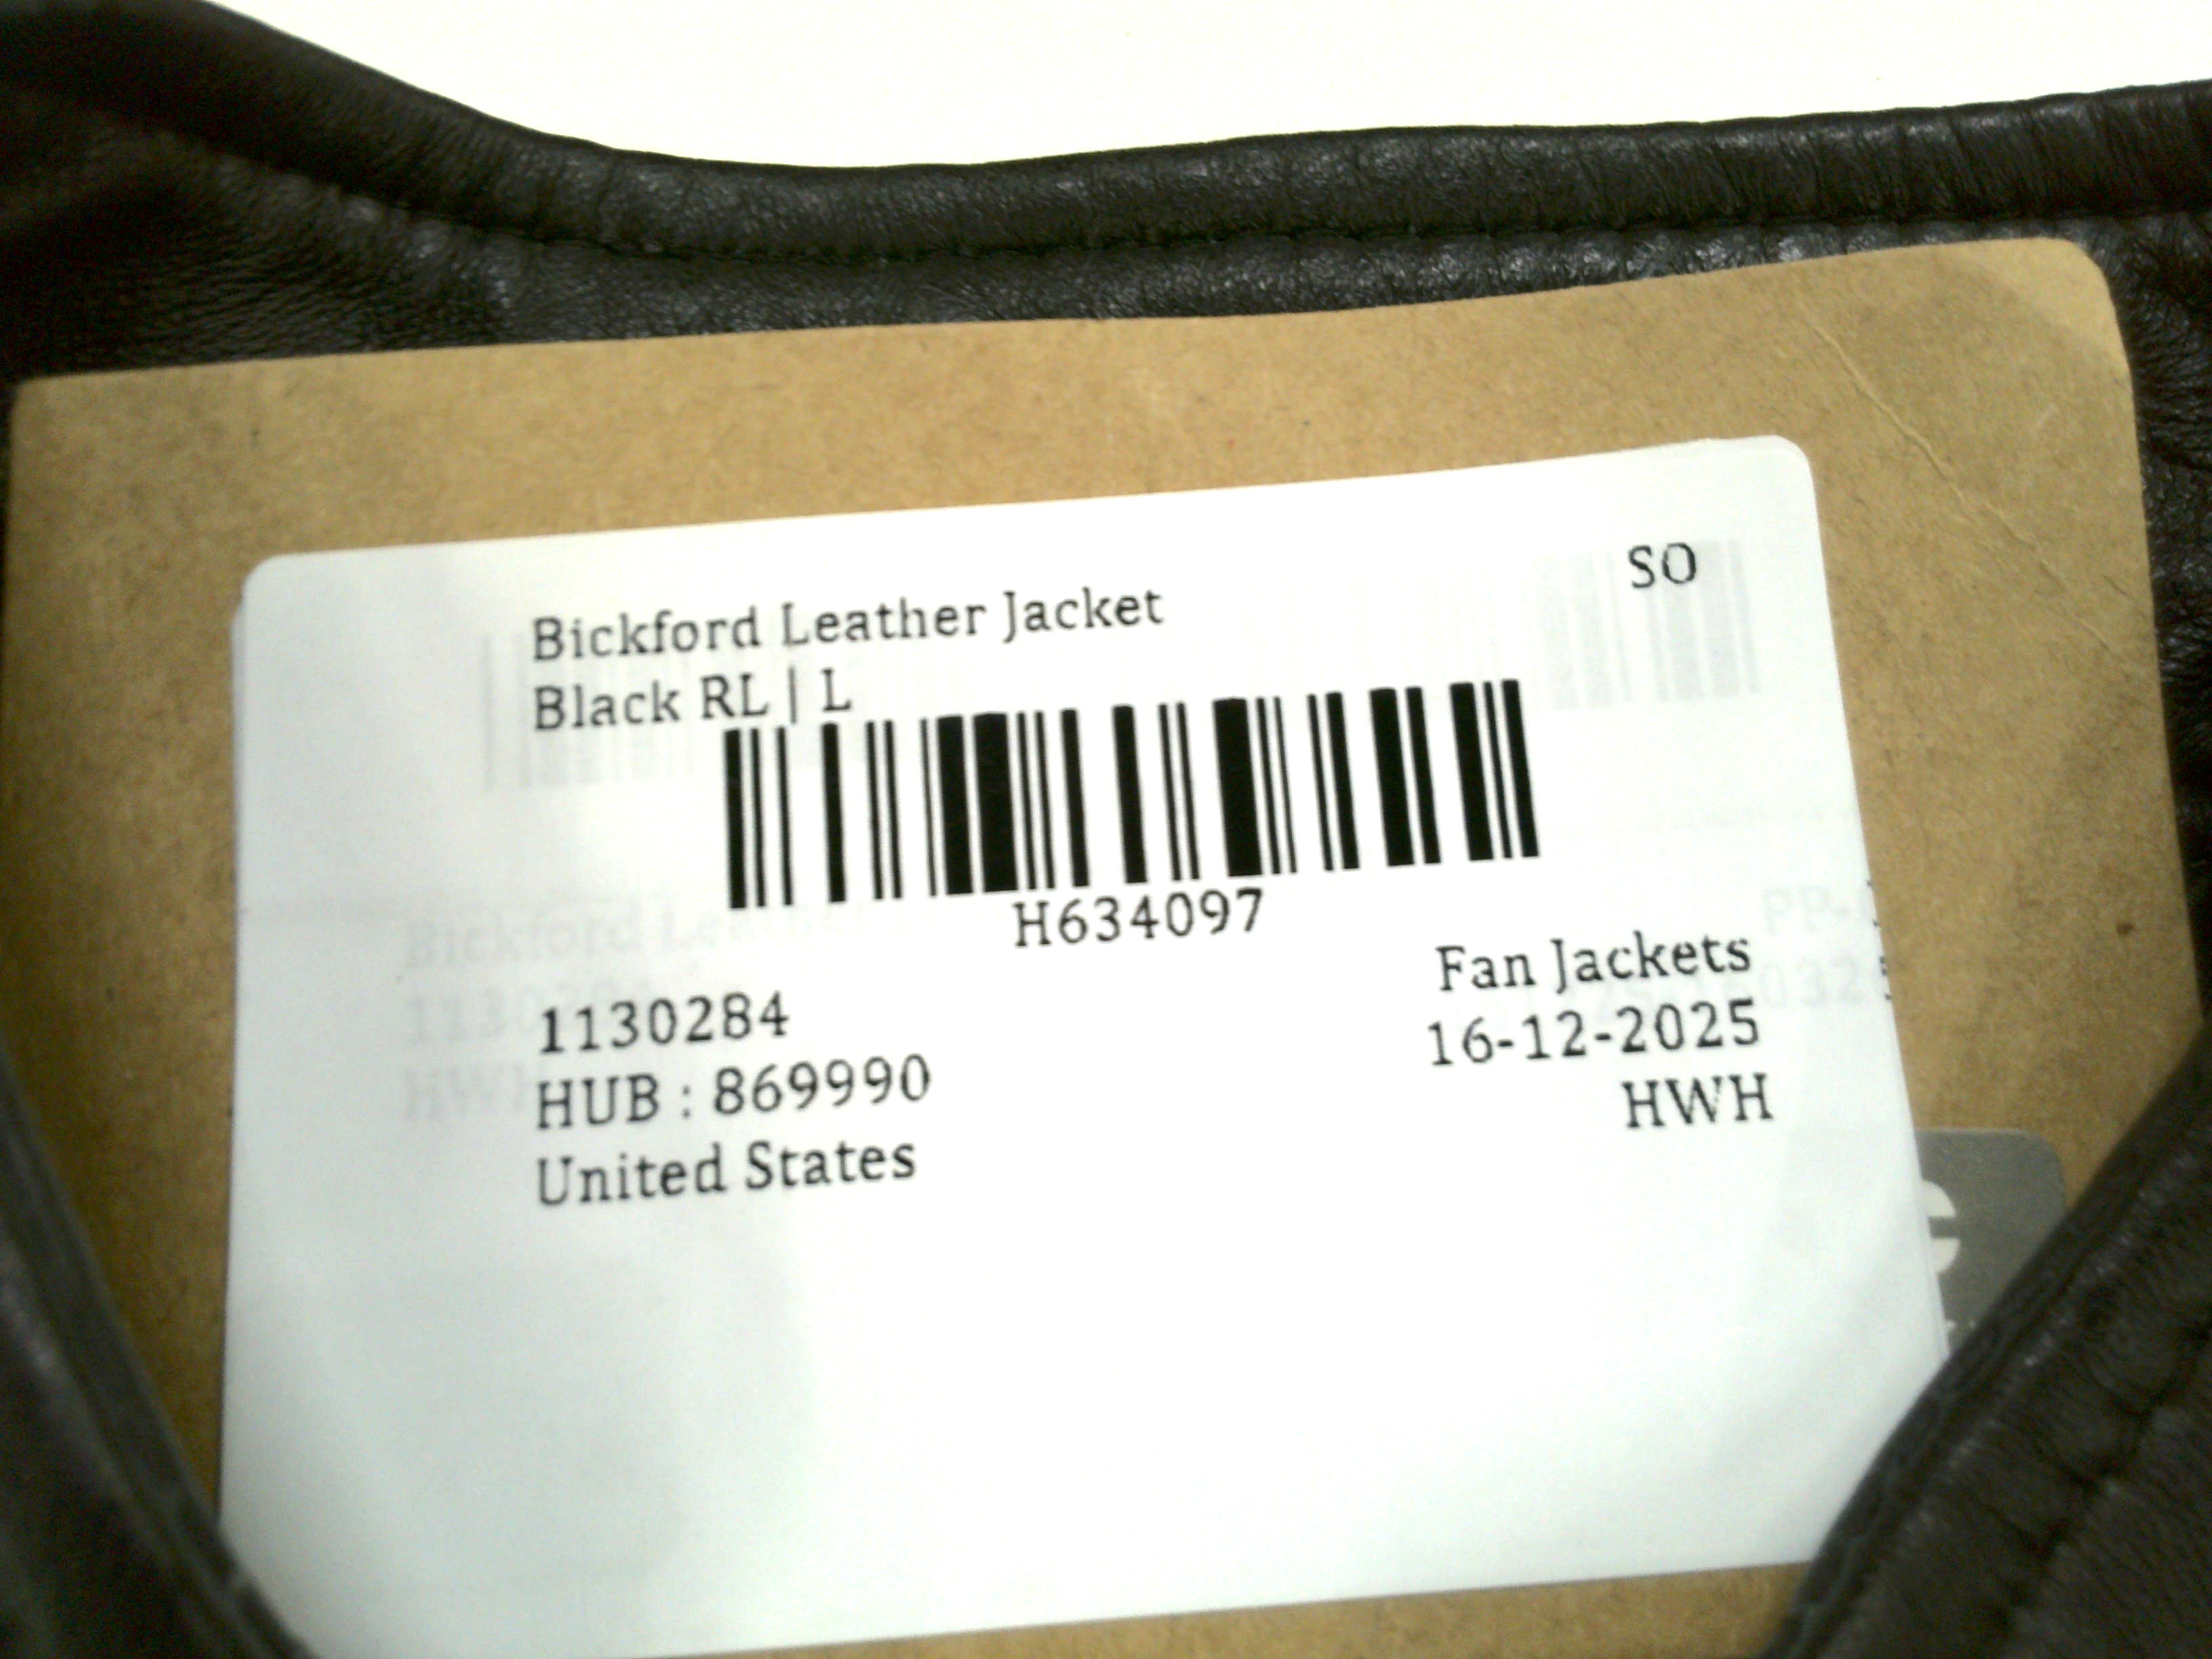 SO
Bickford Leather Jacket
Black RL | L
H634097
Fan Jackets
1130284
16-12-2025
HUB : 869990
HWH
United States